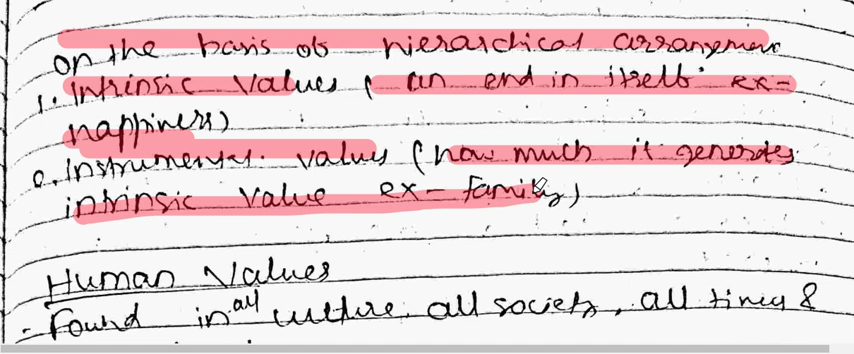 on the basis of hierarchical arrangement
1. Intrinsic Values ( an end in itself ex-
happiness)
2. Instrumental values (how much it generates
intrinsic value ex- family)
Human Values
- Found in all culture, all society, all times &